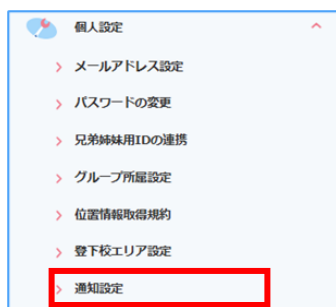 個人設定
メールアドレス設定
パスワードの変更
兄弟姉妹用IDの連携
グループ所属設定
位置情報取得規約
登下校エリア設定
通知設定